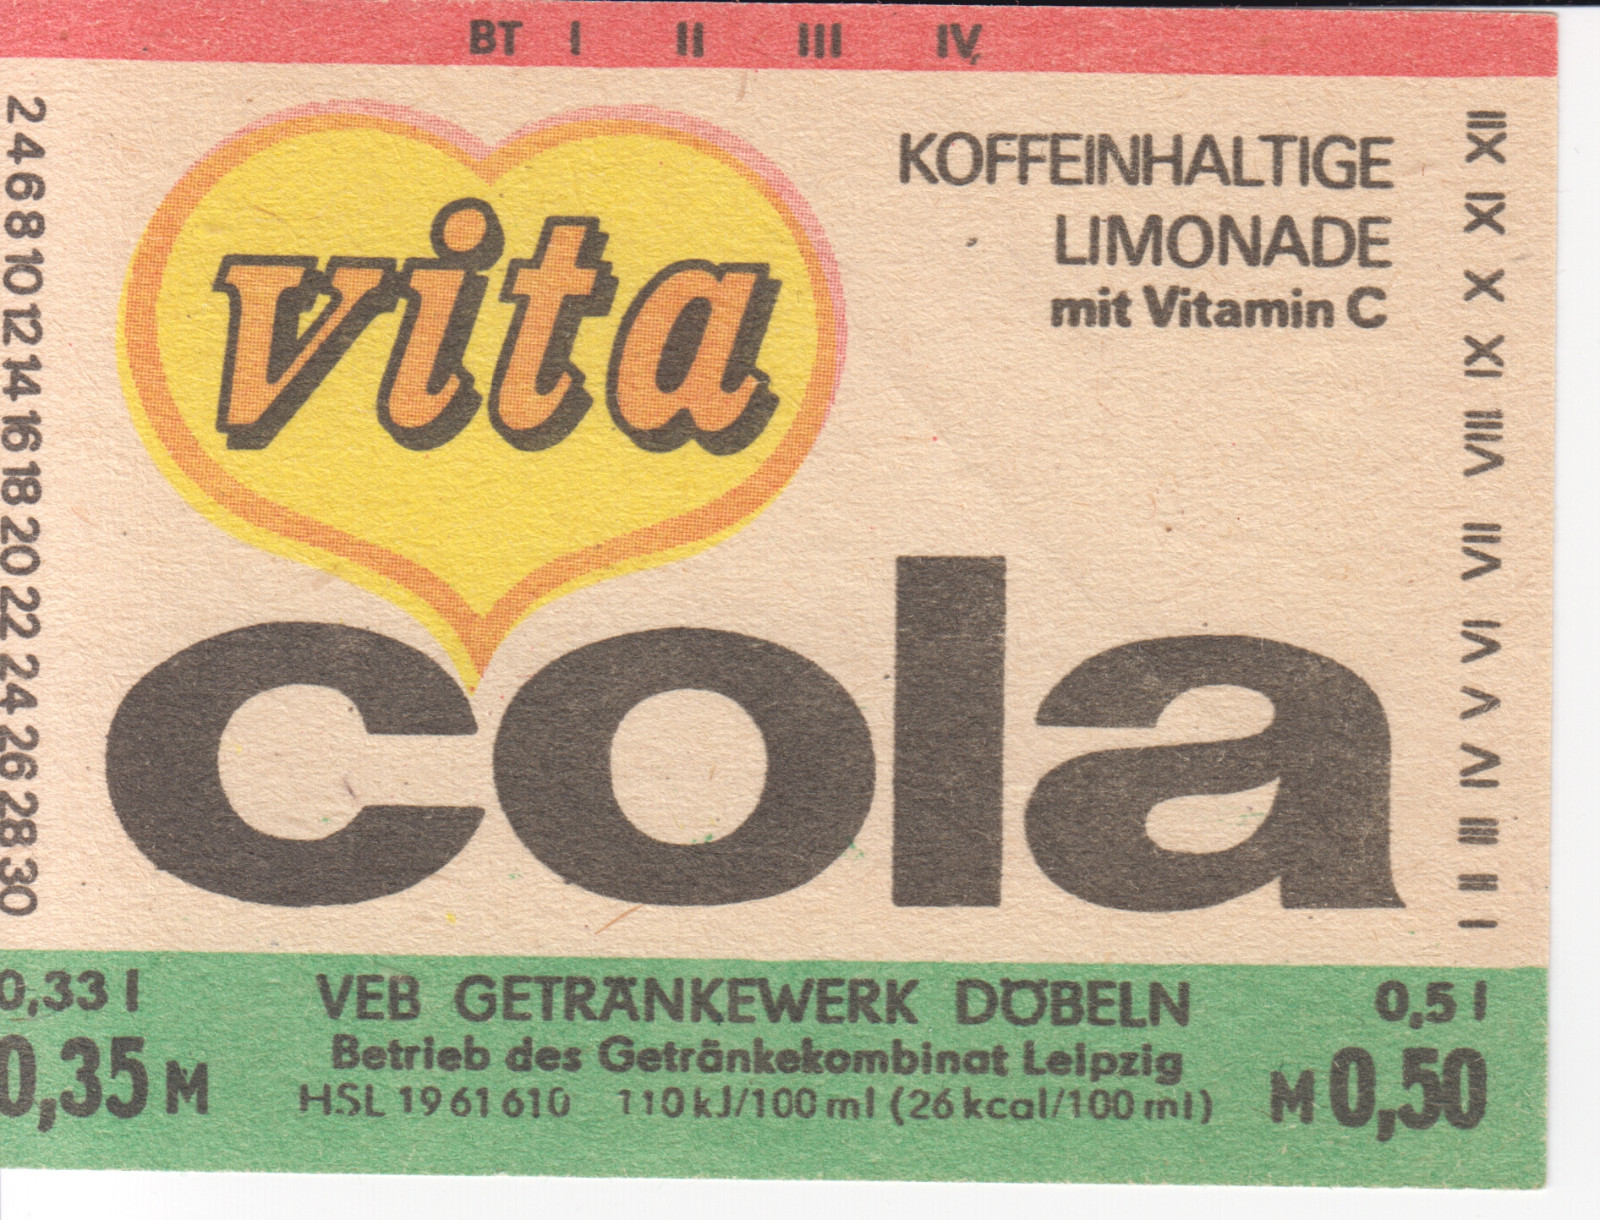 BT I II III IV
2 4 6 8 10 12 14 16 18 20 22 24 26 28 30
vita
cola
KOFFEINHALTIGE
LIMONADE
mit Vitamin C
I II III IV V VI VII VIII IX X XI XII
0,33 l
0,35 M
VEB GETRÄNKEWERK DÖBELN
Betrieb des Getränkekombinat Leipzig
HSL 19 61 610 110 kJ/100 ml (26 kcal/100 ml)
0,5 l
M 0,50